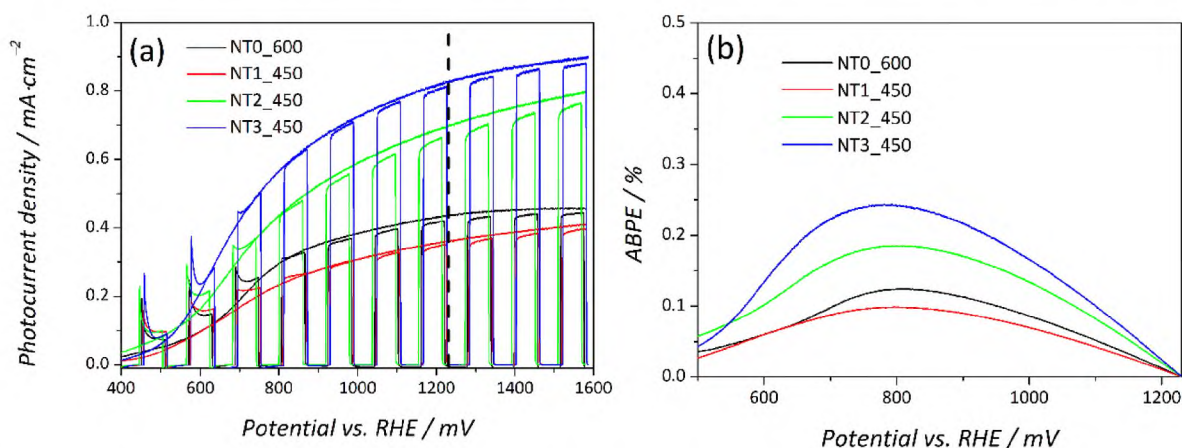 (a)
NT0_600
NT1_450
NT2_450
NT3_450
Photocurrent density / mA·cm⁻²
1.0
0.8
0.6
0.4
0.2
0.0
400 600 800 1000 1200 1400 1600
Potential vs. RHE / mV
(b)
NT0_600
NT1_450
NT2_450
NT3_450
ABPE / %
0.5
0.4
0.3
0.2
0.1
0.0
600 800 1000
Potential vs. RHE / mV